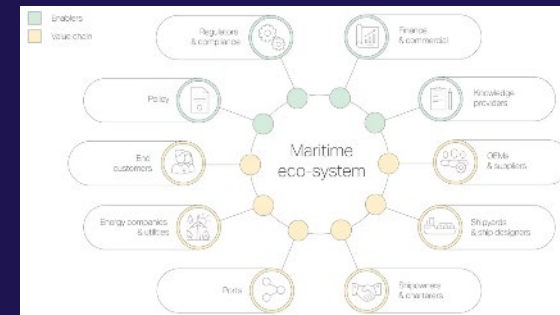 Enablers
Value chain
Regulators
& compliance
Finance
& commercial
Policy
Knowledge
providers
Maritime
eco-system
End
customers
OEMs
& suppliers
Energy companies
& utilities
Shipyards
& ship designers
Ports
Shipowners
& charterers